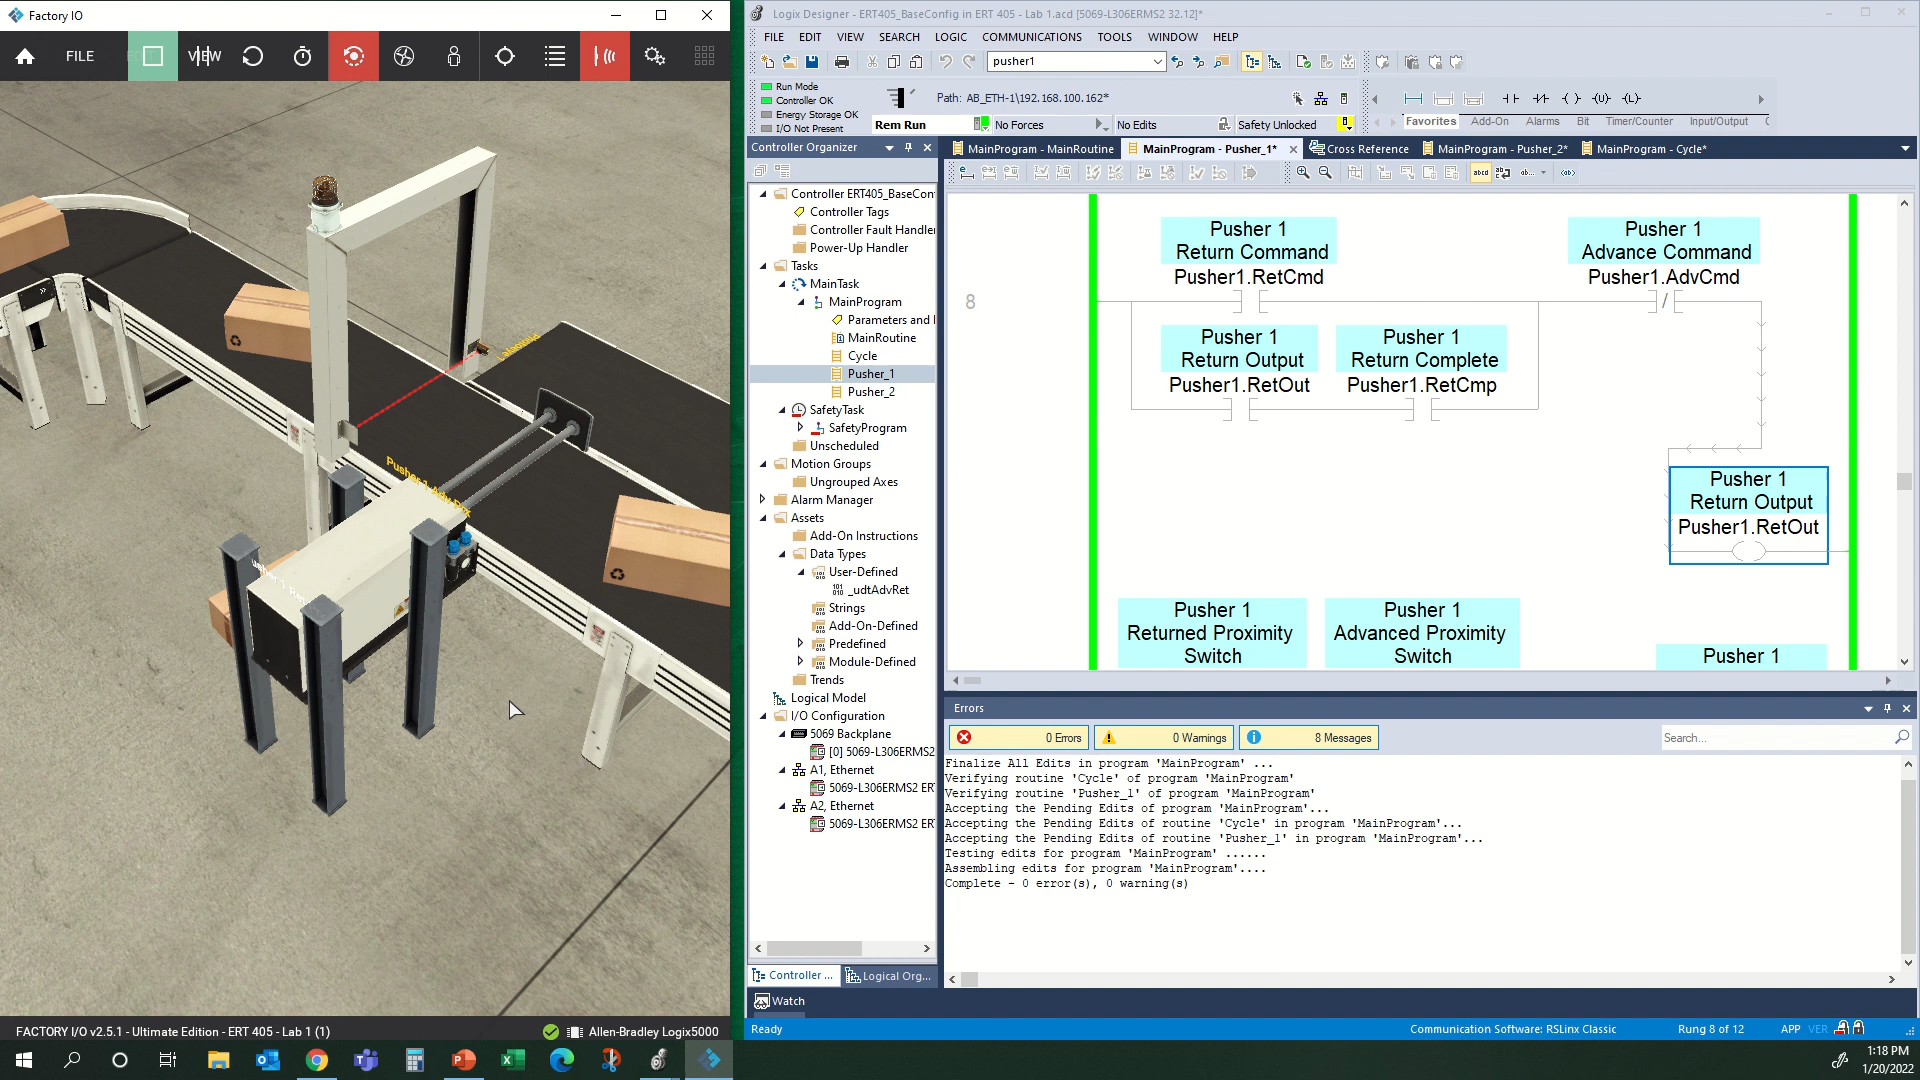 Factory IO
FILE
VIEW
Pusher 1 Adv Prx
FACTORY I/O v2.5.1 - Ultimate Edition - ERT 405 - Lab 1 (1)
Allen-Bradley Logix5000
Logix Designer - ERT405_BaseConfig in ERT 405 - Lab 1.acd [5069-L306ERMS2 32.12]*
FILE EDIT VIEW SEARCH LOGIC COMMUNICATIONS TOOLS WINDOW HELP
pusher1
Run Mode
Controller OK
Energy Storage OK
I/O Not Present
Path: AB_ETH-1\192.168.100.162*
Rem Run
No Forces
No Edits
Safety Unlocked
Favorites Add-On Alarms Bit Timer/Counter Input/Output
Controller Organizer
MainProgram - MainRoutine
MainProgram - Pusher_1*
Cross Reference
MainProgram - Pusher_2*
MainProgram - Cycle*
Controller ERT405_BaseConf
Controller Tags
Controller Fault Handler
Power-Up Handler
Tasks
MainTask
MainProgram
Parameters and
MainRoutine
Cycle
Pusher_1
Pusher_2
SafetyTask
SafetyProgram
Unscheduled
Motion Groups
Ungrouped Axes
Alarm Manager
Assets
Add-On Instructions
Data Types
User-Defined
_udtAdvRet
Strings
Add-On-Defined
Predefined
Module-Defined
Trends
Logical Model
I/O Configuration
5069 Backplane
[0] 5069-L306ERMS2
A1, Ethernet
5069-L306ERMS2 ER
A2, Ethernet
5069-L306ERMS2 ER
Controller ...
Logical Org...
Watch
8
Pusher 1
Return Command
Pusher1.RetCmd
Pusher 1
Advance Command
Pusher1.AdvCmd
Pusher 1
Return Output
Pusher1.RetOut
Pusher 1
Return Complete
Pusher1.RetCmp
Pusher 1
Return Output
Pusher1.RetOut
Pusher 1
Returned Proximity
Switch
Pusher 1
Advanced Proximity
Switch
Pusher 1
Errors
0 Errors
0 Warnings
8 Messages
Search...
Finalize All Edits in program 'MainProgram' ...
Verifying routine 'Cycle' of program 'MainProgram'
Verifying routine 'Pusher_1' of program 'MainProgram'
Accepting the Pending Edits of program 'MainProgram'...
Accepting the Pending Edits of routine 'Cycle' in program 'MainProgram'...
Accepting the Pending Edits of routine 'Pusher_1' in program 'MainProgram'...
Testing edits for program 'MainProgram' ......
Assembling edits for program 'MainProgram'....
Complete - 0 error(s), 0 warning(s)
Ready
Communication Software: RSLinx Classic
Rung 8 of 12
APP VER
1:18 PM
1/20/2022